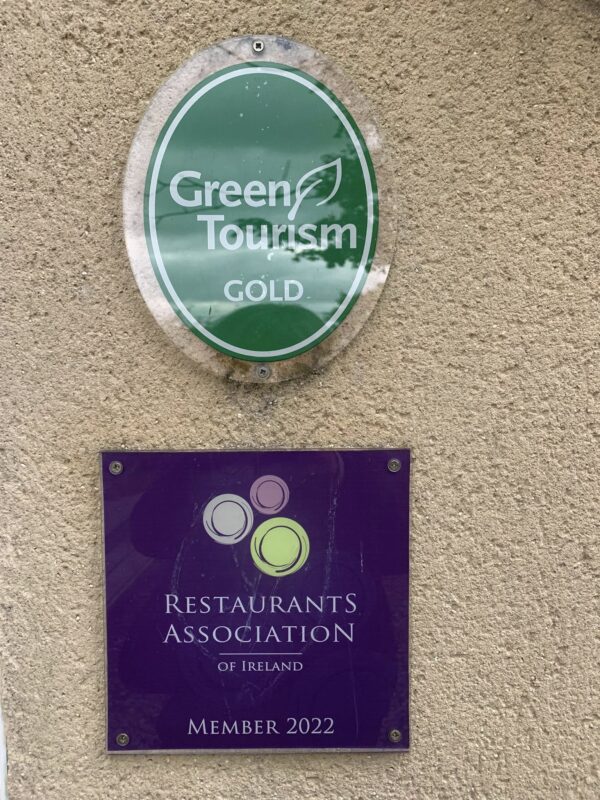 Green
Tourism
GOLD
RESTAURANTS
ASSOCIATION
OF IRELAND
MEMBER 2022